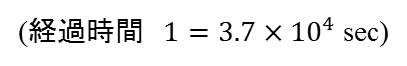 (経過時間 1 = 3.7 × 10⁴ sec)